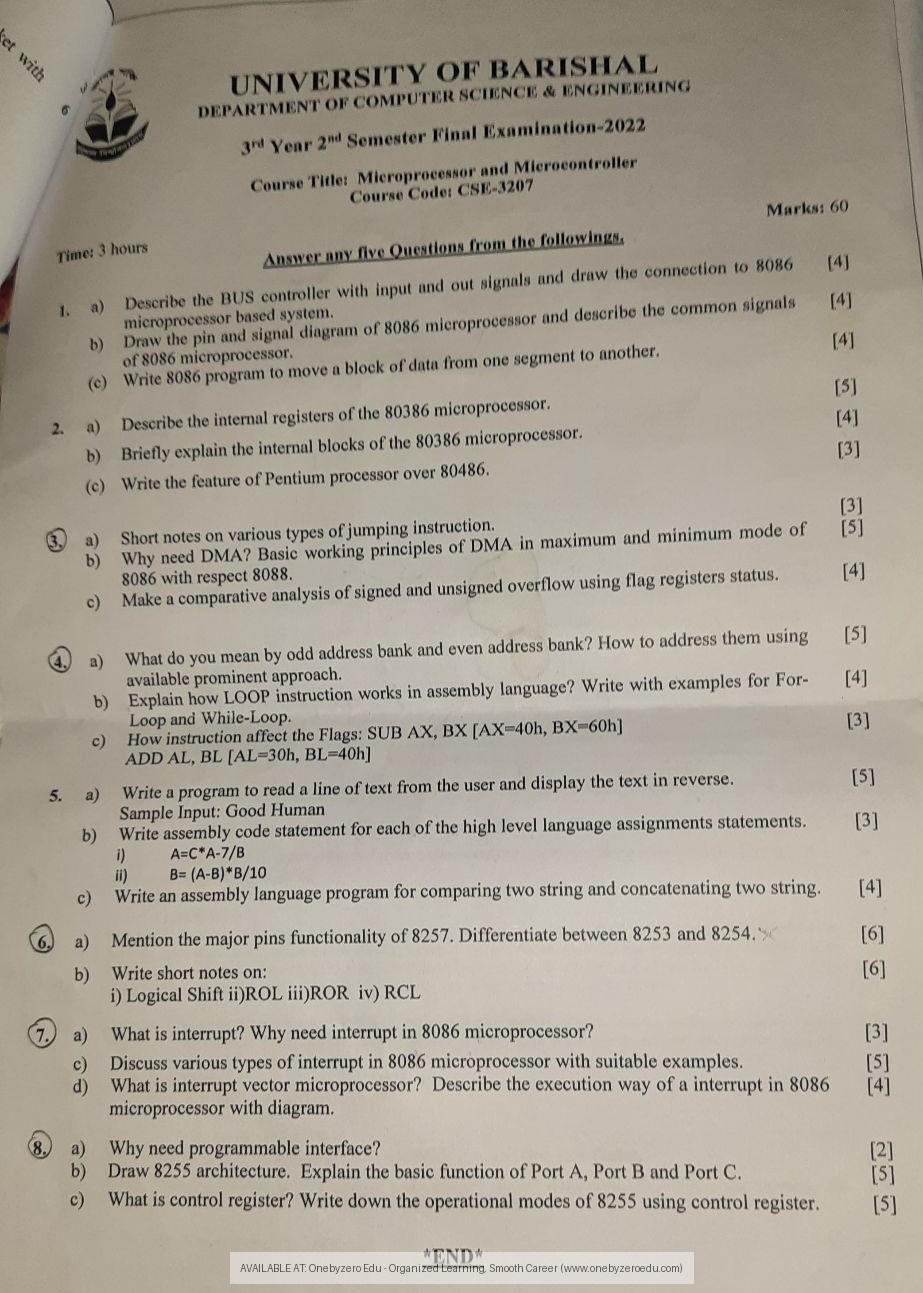 ket with
6
UNIVERSITY OF BARISHAL
DEPARTMENT OF COMPUTER SCIENCE & ENGINEERING
3rd Year 2nd Semester Final Examination-2022
Course Title: Microprocessor and Microcontroller
Course Code: CSE-3207
Marks: 60
Time: 3 hours
Answer any five Questions from the followings.
1. a) Describe the BUS controller with input and out signals and draw the connection to 8086 [4]
microprocessor based system.
b) Draw the pin and signal diagram of 8086 microprocessor and describe the common signals [4]
of 8086 microprocessor.
(c) Write 8086 program to move a block of data from one segment to another. [4]
2. a) Describe the internal registers of the 80386 microprocessor. [5]
b) Briefly explain the internal blocks of the 80386 microprocessor. [4]
(c) Write the feature of Pentium processor over 80486. [3]
3. a) Short notes on various types of jumping instruction. [3]
b) Why need DMA? Basic working principles of DMA in maximum and minimum mode of [5]
8086 with respect 8088.
c) Make a comparative analysis of signed and unsigned overflow using flag registers status. [4]
4. a) What do you mean by odd address bank and even address bank? How to address them using [5]
available prominent approach.
b) Explain how LOOP instruction works in assembly language? Write with examples for For- [4]
Loop and While-Loop.
c) How instruction affect the Flags: SUB AX, BX [AX=40h, BX=60h] [3]
ADD AL, BL [AL=30h, BL=40h]
5. a) Write a program to read a line of text from the user and display the text in reverse. [5]
Sample Input: Good Human
b) Write assembly code statement for each of the high level language assignments statements. [3]
i) A=C*A-7/B
ii) B= (A-B)*B/10
c) Write an assembly language program for comparing two string and concatenating two string. [4]
6. a) Mention the major pins functionality of 8257. Differentiate between 8253 and 8254. [6]
b) Write short notes on: [6]
i) Logical Shift ii)ROL iii)ROR iv) RCL
7. a) What is interrupt? Why need interrupt in 8086 microprocessor? [3]
c) Discuss various types of interrupt in 8086 microprocessor with suitable examples. [5]
d) What is interrupt vector microprocessor? Describe the execution way of a interrupt in 8086 [4]
microprocessor with diagram.
8. a) Why need programmable interface? [2]
b) Draw 8255 architecture. Explain the basic function of Port A, Port B and Port C. [5]
c) What is control register? Write down the operational modes of 8255 using control register. [5]
*END*
AVAILABLE AT: Onebyzero Edu - Organized Learning, Smooth Career (www.onebyzeroedu.com)